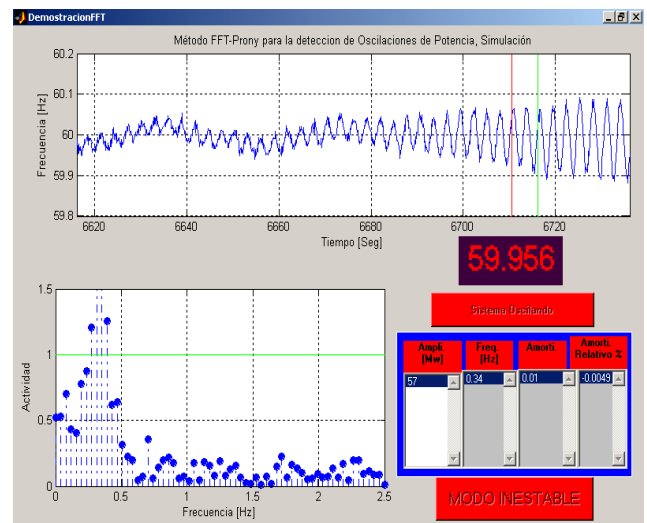 DemostracionFFT
Método FFT-Prony para la deteccion de Oscilaciones de Potencia, Simulación
60.2
60.1
60
59.9
59.8
Frecuencia [Hz]
6620 6640 6660 6680 6700 6720
Tiempo [Seg]
59.956
Sistema Oscilando
1.5
1
0.5
0
Actividad
0 0.5 1 1.5 2 2.5
Frecuencia [Hz]
Ampli. [Mw] Freq. [Hz] Amorti. Amorti. Relativo %
57 0.34 0.01 -0.0049
MODO INESTABLE